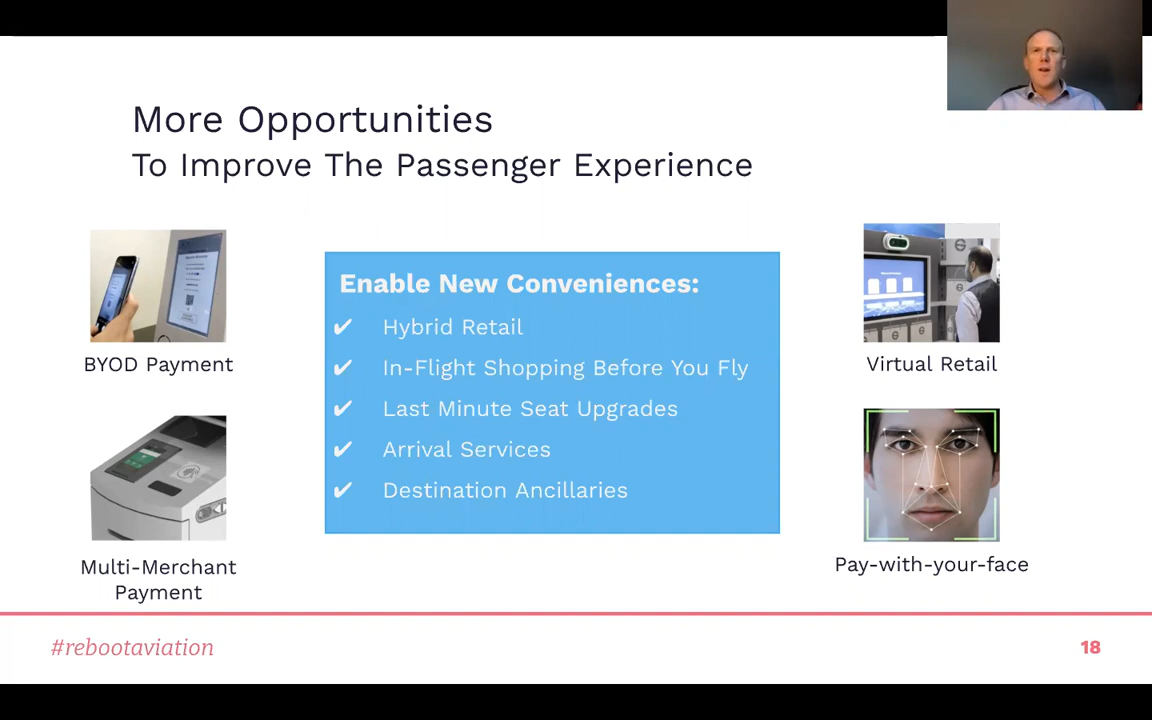 More Opportunities
To Improve The Passenger Experience
BYOD Payment
Multi-Merchant
Payment
Enable New Conveniences:
✔ Hybrid Retail
✔ In-Flight Shopping Before You Fly
✔ Last Minute Seat Upgrades
✔ Arrival Services
✔ Destination Ancillaries
Virtual Retail
Pay-with-your-face
#rebootaviation
18